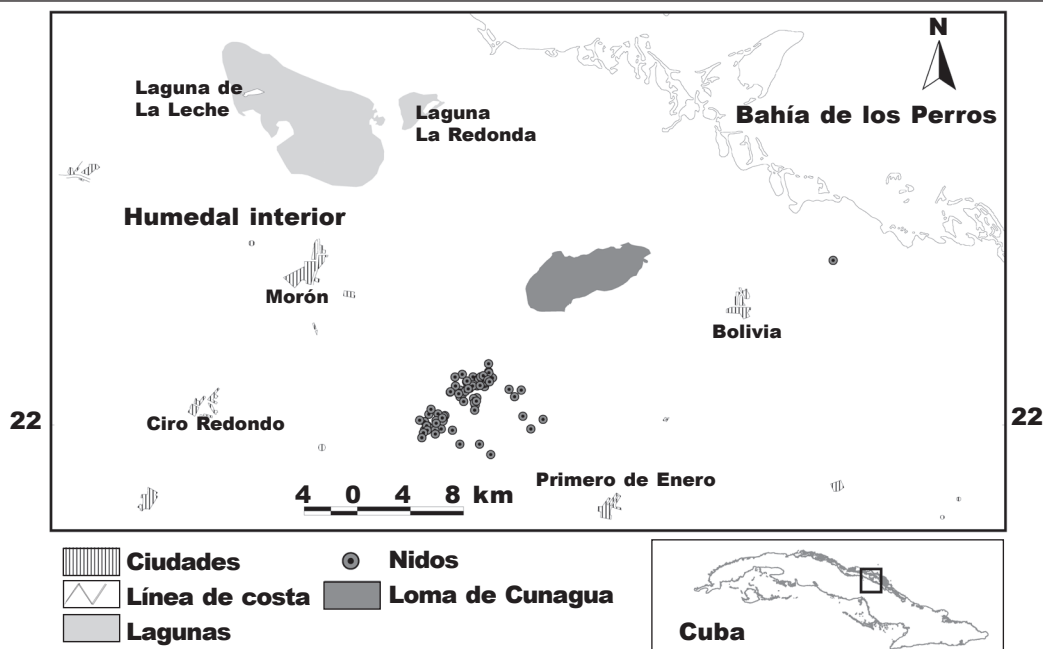 N
Laguna de
La Leche
Laguna
La Redonda
Bahía de los Perros
Humedal interior
Morón
Bolivia
22
22
Ciro Redondo
Primero de Enero
4 0 4 8 km
Ciudades
Nidos
Línea de costa
Loma de Cunagua
Lagunas
Cuba